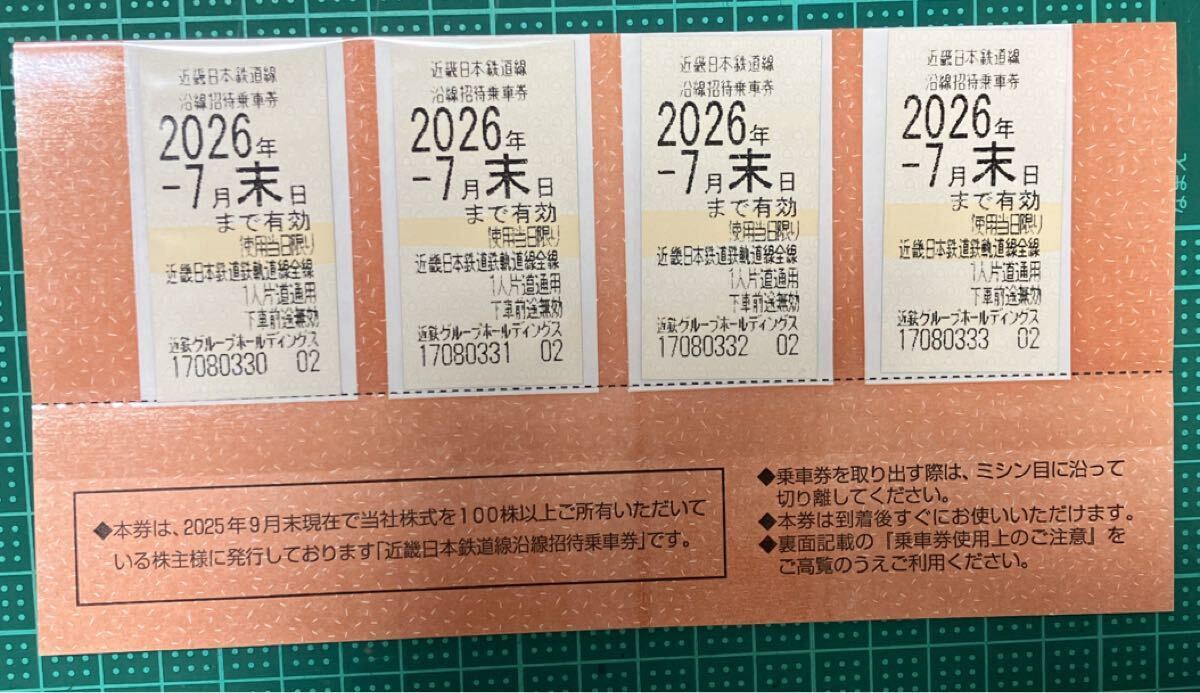 近畿日本鉄道線
沿線招待乗車券
2026年
-7月末日
まで有効
使用当日限り
近畿日本鉄道鉄軌道線全線
1人片道通用
下車前途無効
近鉄グループホールディングス
17080330 02
近畿日本鉄道線
沿線招待乗車券
2026年
-7月末日
まで有効
使用当日限り
近畿日本鉄道鉄軌道線全線
1人片道通用
下車前途無効
近鉄グループホールディングス
17080331 02
近畿日本鉄道線
沿線招待乗車券
2026年
-7月末日
まで有効
使用当日限り
近畿日本鉄道鉄軌道線全線
1人片道通用
下車前途無効
近鉄グループホールディングス
17080332 02
近畿日本鉄道線
沿線招待乗車券
2026年
-7月末日
まで有効
使用当日限り
近畿日本鉄道鉄軌道線全線
1人片道通用
下車前途無効
近鉄グループホールディングス
17080333 02
◆本券は、2025年9月末現在で当社株式を100株以上ご所有いただいて
いる株主様に発行しております「近畿日本鉄道線沿線招待乗車券」です。
◆乗車券を取り出す際は、ミシン目に沿って
切り離してください。
◆本券は到着後すぐにお使いいただけます。
◆裏面記載の『乗車券使用上のご注意』を
ご高覧のうえご利用ください。
なまえ